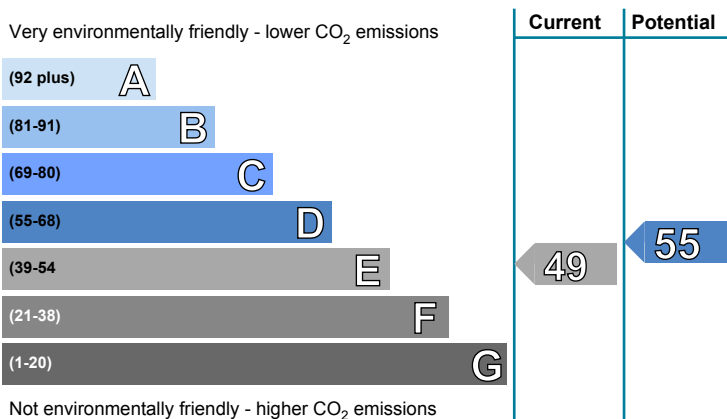 Very environmentally friendly - lower CO₂ emissions
Current
Potential
(92 plus) A
(81-91) B
(69-80) C
(55-68) D
(39-54 E
(21-38) F
(1-20) G
49
55
Not environmentally friendly - higher CO₂ emissions